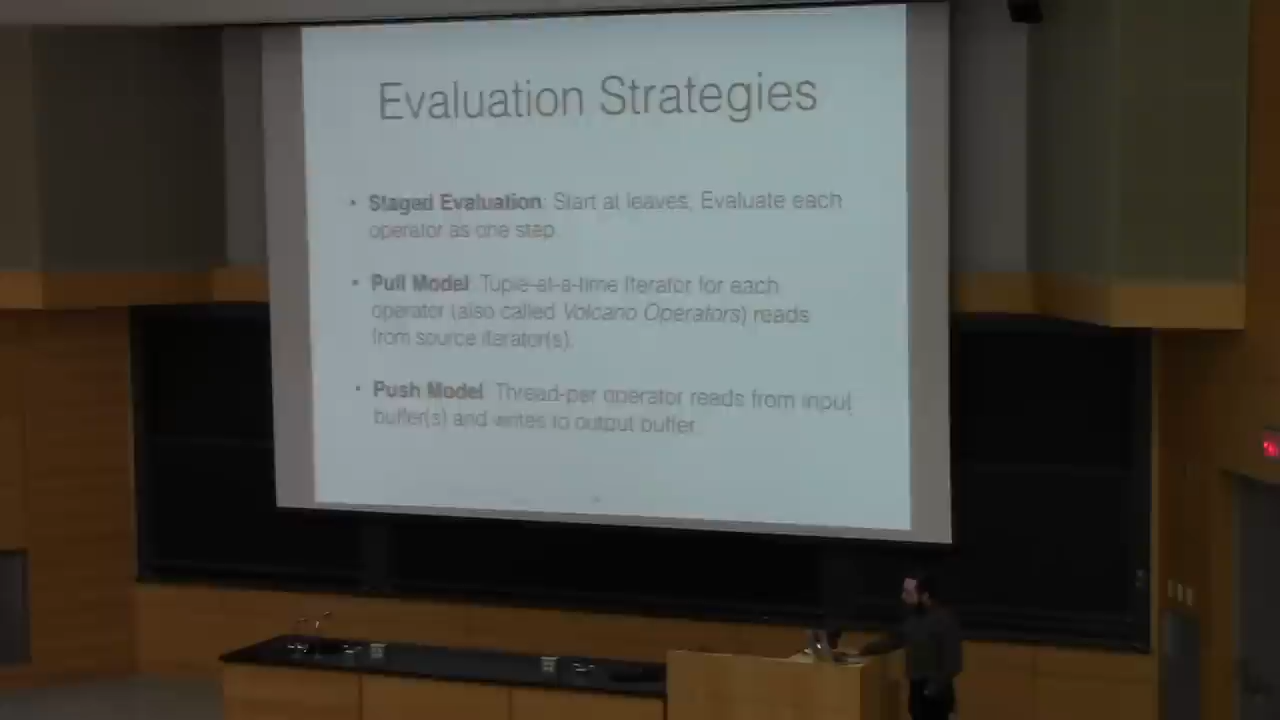 Evaluation Strategies
• Staged Evaluation: Start at leaves, Evaluate each
operator as one step.
• Pull Model: Tuple-at-a-time Iterator for each
operator (also called Volcano Operators) reads
from source iterator(s).
• Push Model: Thread-per operator reads from input
buffer(s) and writes to output buffer.